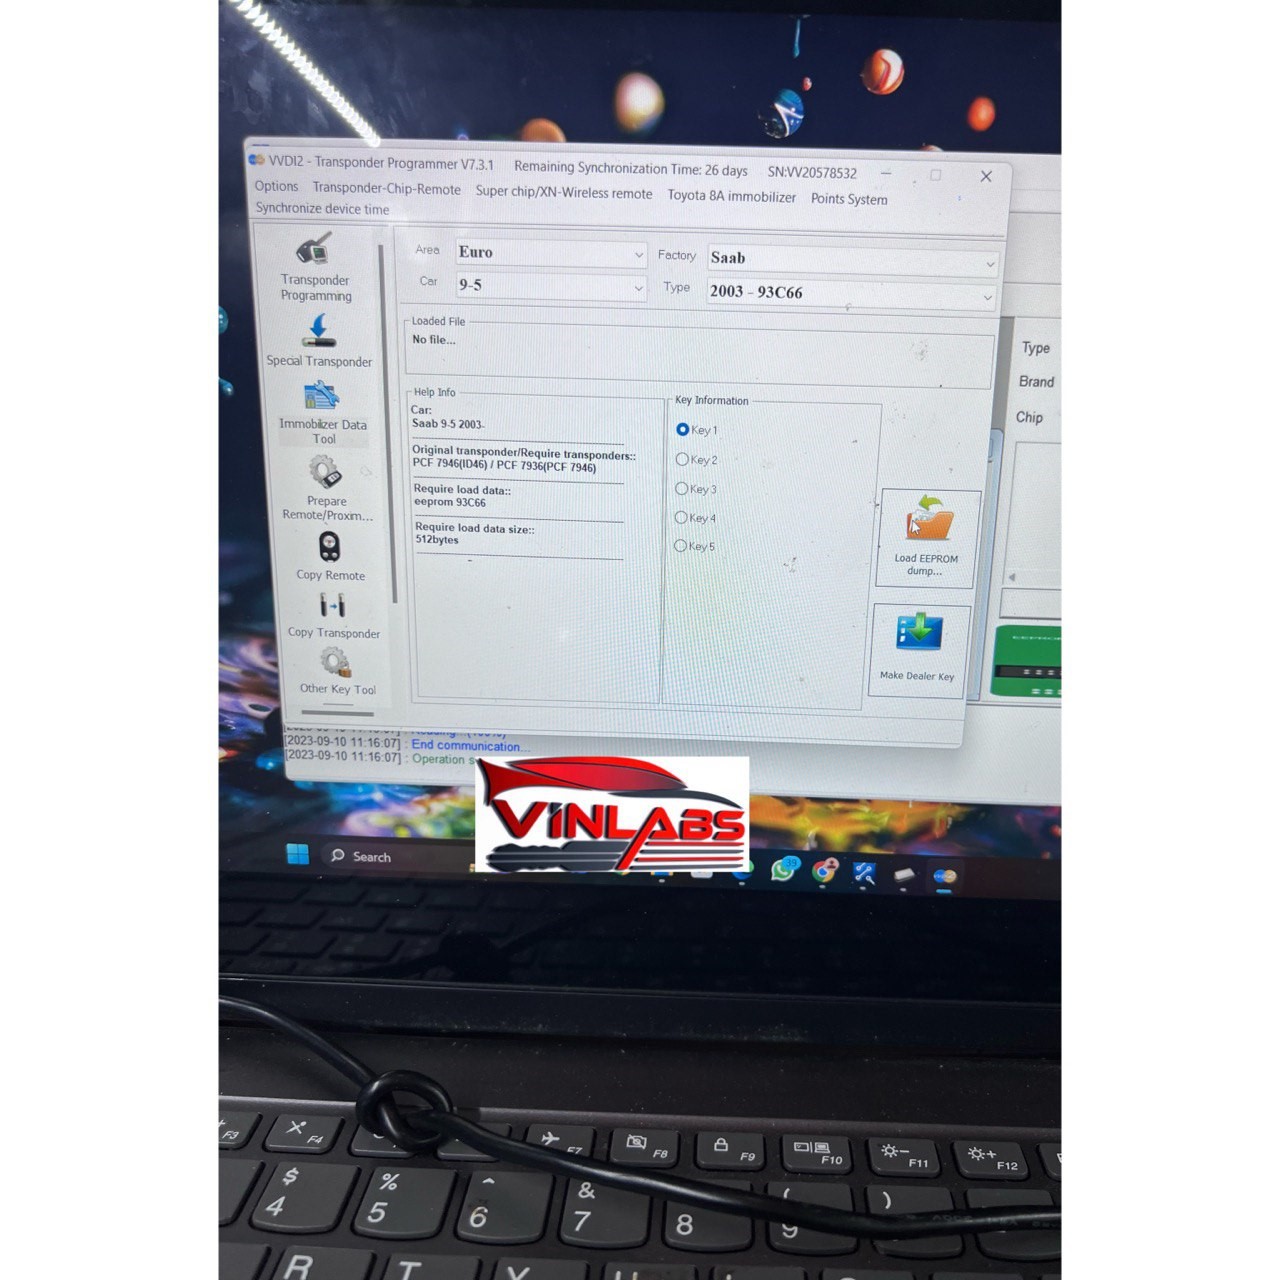 VVDI2 - Transponder Programmer V7.3.1 Remaining Synchronization Time: 26 days SN:VV20578532
Options Transponder-Chip-Remote Super chip/XN-Wireless remote Toyota 8A immobilizer Points System
Synchronize device time
Transponder
Programming
Special Transponder
Immobilizer Data
Tool
Prepare
Remote/Proxim...
Copy Remote
Copy Transponder
Other Key Tool
Area Euro Factory Saab
Car 9-5 Type 2003 - 93C66
Loaded File
No file...
Help Info
Car:
Saab 9-5 2003-
Original transponder/Require transponders::
PCF 7946(ID46) / PCF 7936(PCF 7946)
Require load data::
eeprom 93C66
Require load data size::
512bytes
Key Information
Key 1
Key 2
Key 3
Key 4
Key 5
Load EEPROM
dump...
Make Dealer Key
Type
Brand
Chip
[2023-09-10 11:16:07] : End communication...
[2023-09-10 11:16:07] : Operation
VINLABS
Search
39
F3 F4 F7 F8 F9 F10 F11 F12
$ % ^ & ( )
4 5 6 7 8 9
R T Y U